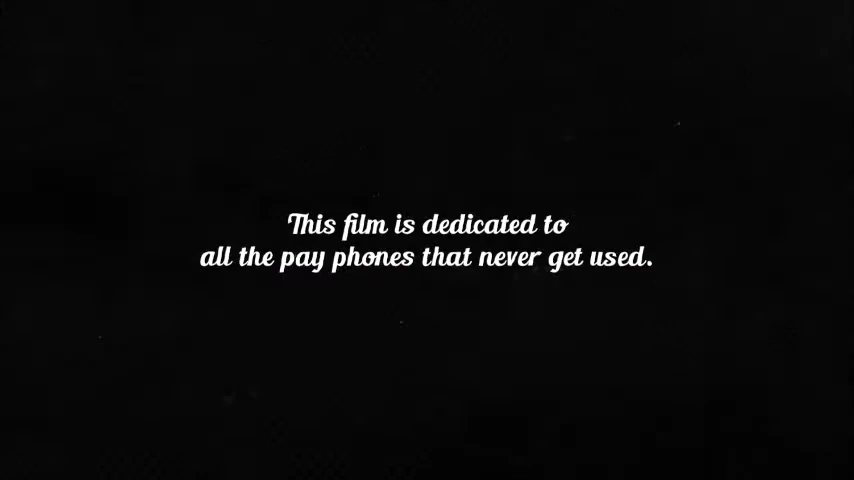 This film is dedicated to
all the pay phones that never get used.